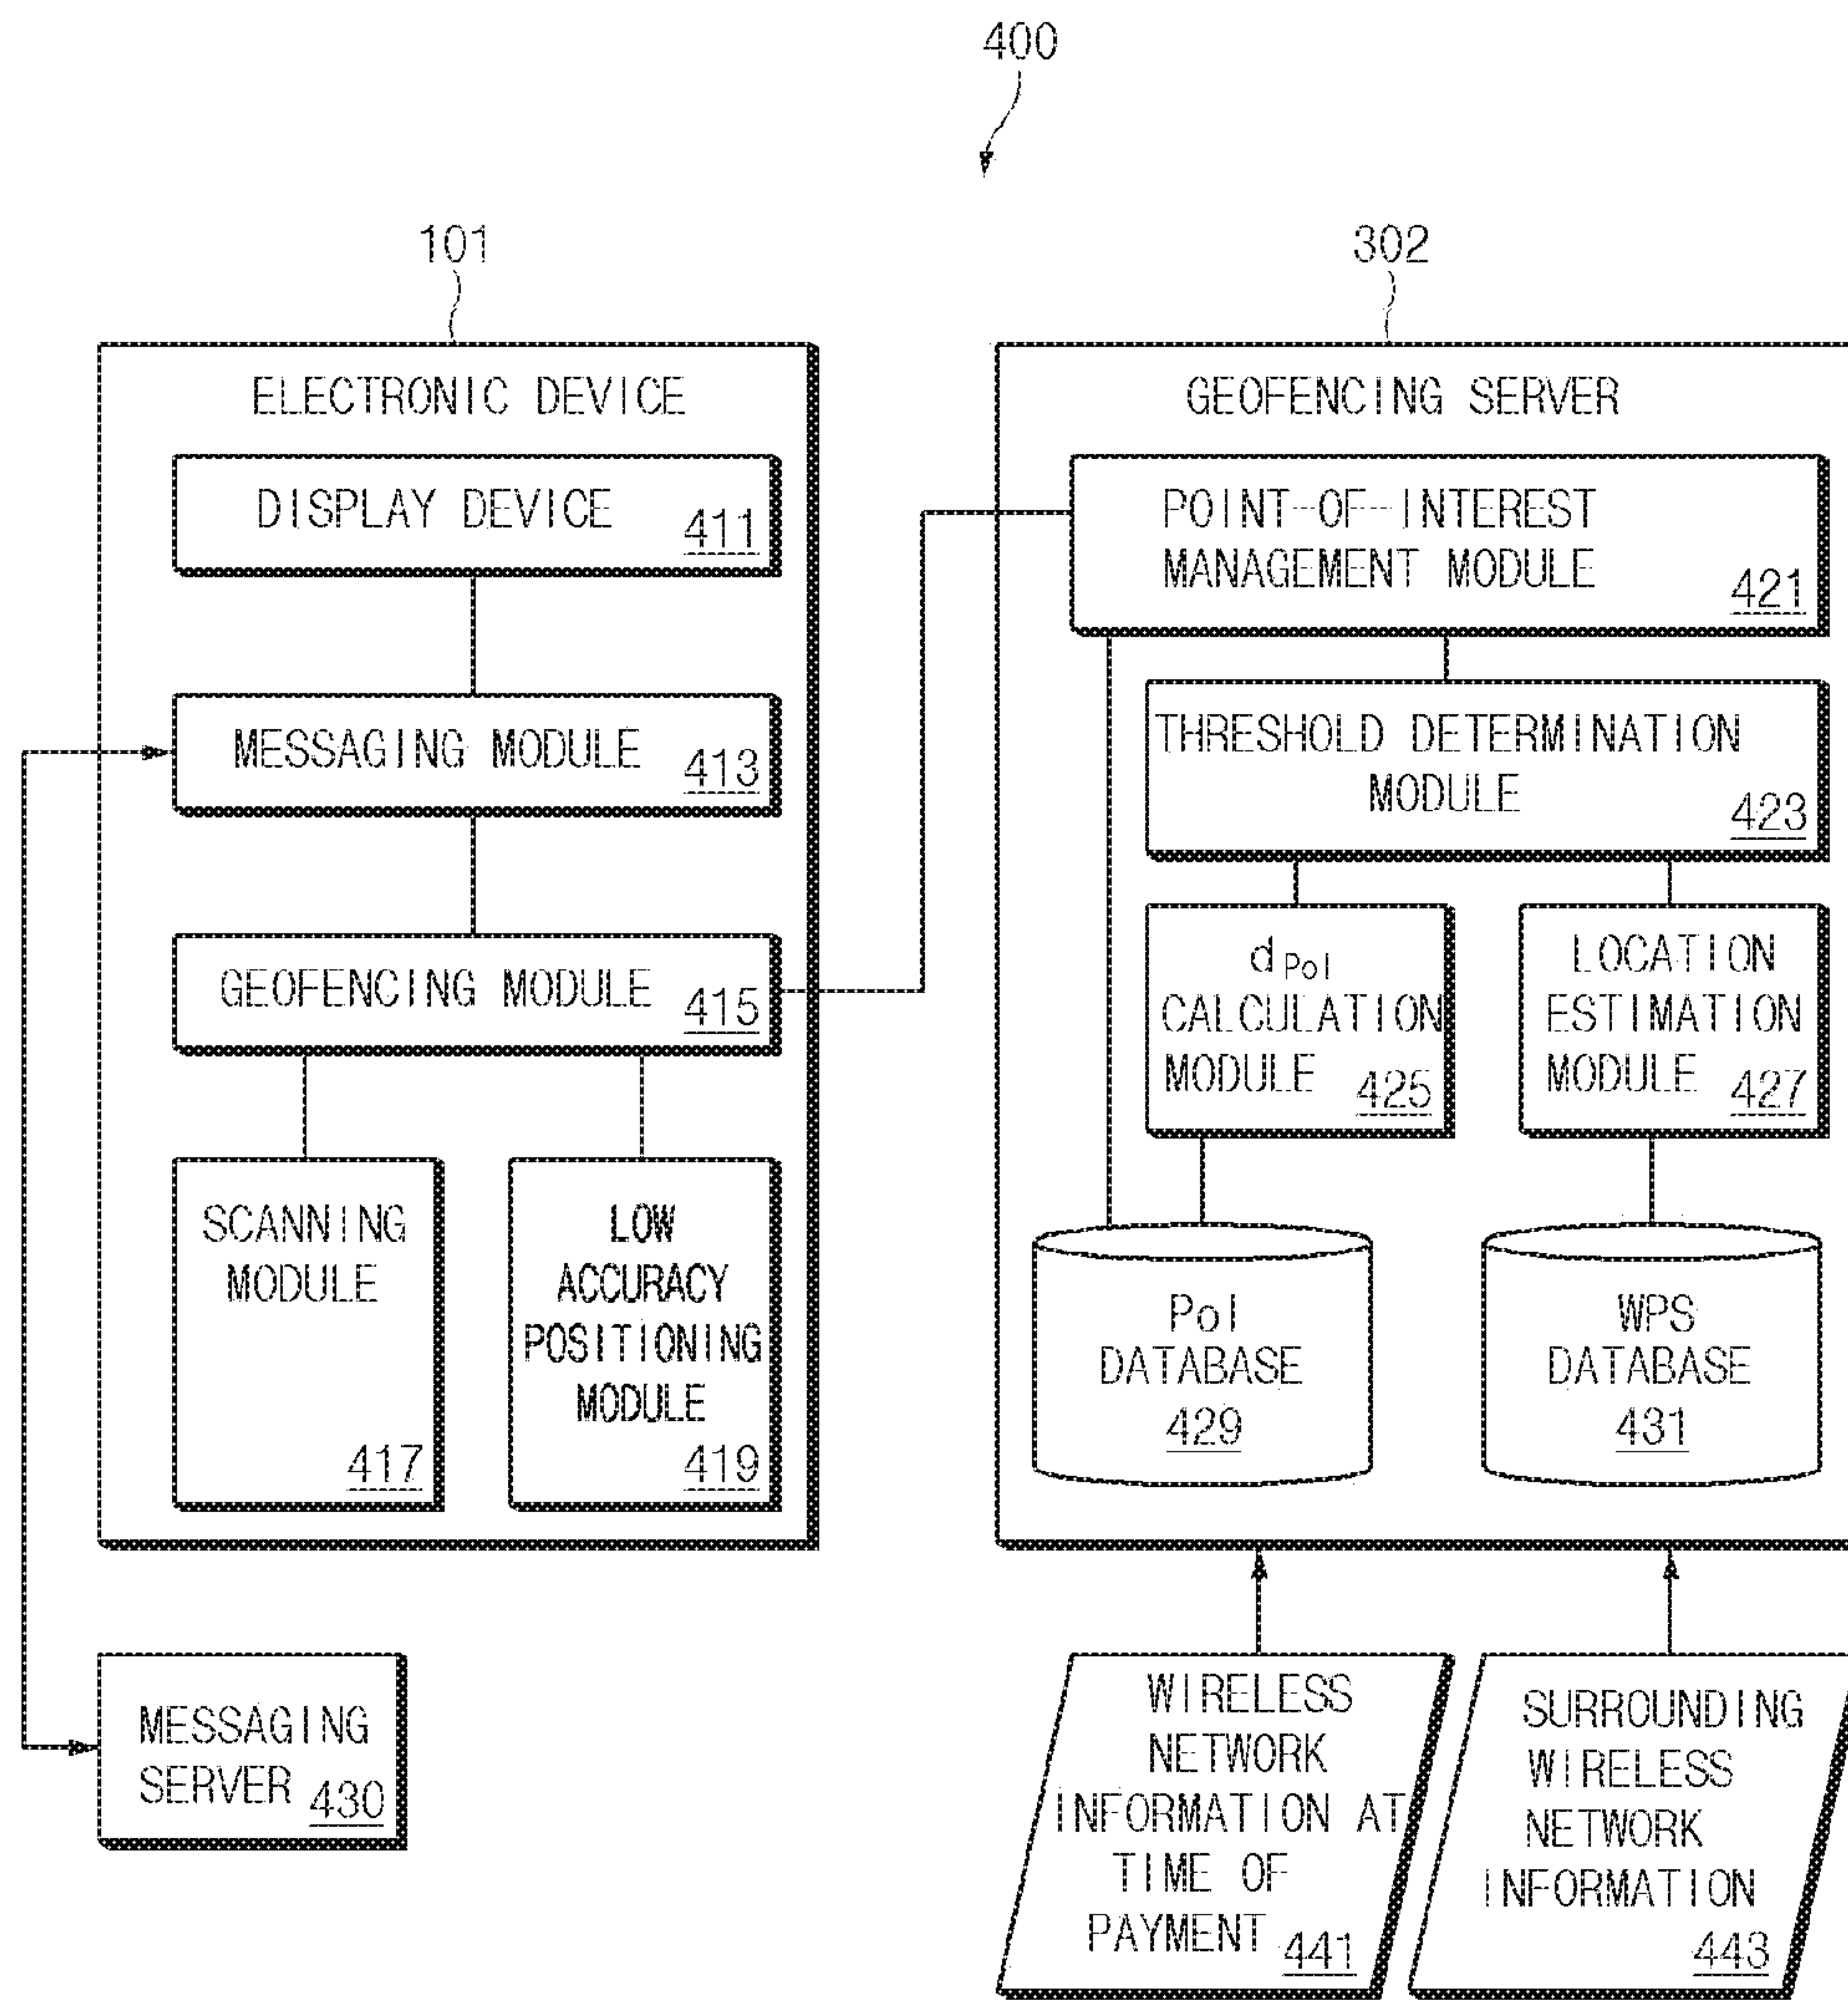 400
101
302
ELECTRONIC DEVICE
DISPLAY DEVICE
411
MESSAGING MODULE
413
GEOFENCING MODULE
415
SCANNING
MODULE
417
LOW
ACCURACY
POSITIONING
MODULE
419
MESSAGING
SERVER
430
GEOFENCING SERVER
POINT-OF-INTEREST
MANAGEMENT MODULE
421
THRESHOLD DETERMINATION
MODULE
423
dPoI
CALCULATION
MODULE
425
LOCATION
ESTIMATION
MODULE
427
PoI
DATABASE
429
WPS
DATABASE
431
WIRELESS
NETWORK
INFORMATION AT
TIME OF
PAYMENT
441
SURROUNDING
WIRELESS
NETWORK
INFORMATION
443